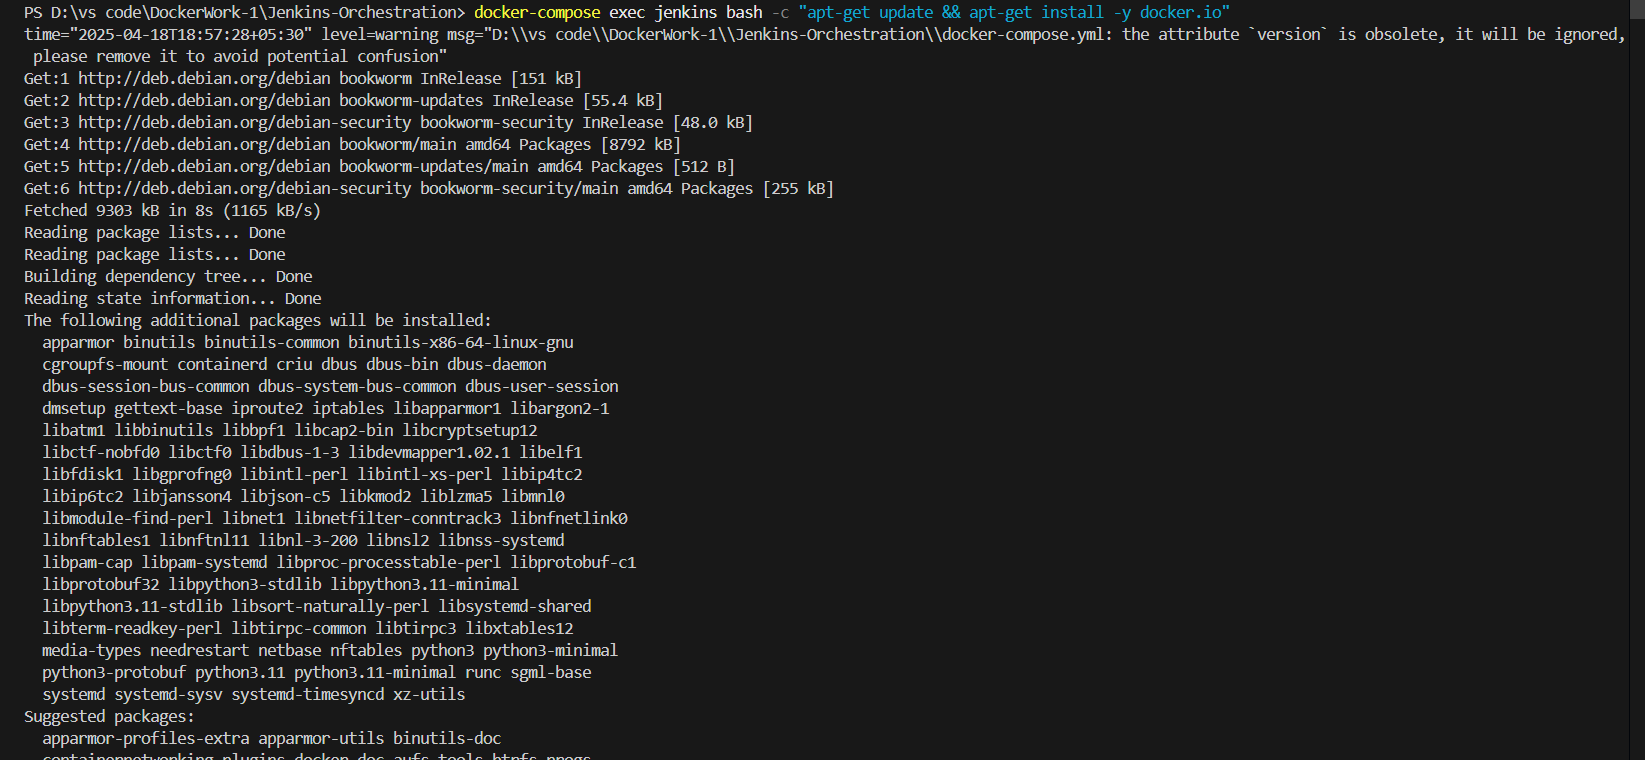 PS D:\vs code\DockerWork-1\Jenkins-Orchestration> docker-compose exec jenkins bash -c "apt-get update && apt-get install -y docker.io"
time="2025-04-18T18:57:28+05:30" level=warning msg="D:\\vs code\\DockerWork-1\\Jenkins-Orchestration\\docker-compose.yml: the attribute `version` is obsolete, it will be ignored,
please remove it to avoid potential confusion"
Get:1 http://deb.debian.org/debian bookworm InRelease [151 kB]
Get:2 http://deb.debian.org/debian bookworm-updates InRelease [55.4 kB]
Get:3 http://deb.debian.org/debian-security bookworm-security InRelease [48.0 kB]
Get:4 http://deb.debian.org/debian bookworm/main amd64 Packages [8792 kB]
Get:5 http://deb.debian.org/debian bookworm-updates/main amd64 Packages [512 B]
Get:6 http://deb.debian.org/debian-security bookworm-security/main amd64 Packages [255 kB]
Fetched 9303 kB in 8s (1165 kB/s)
Reading package lists... Done
Reading package lists... Done
Building dependency tree... Done
Reading state information... Done
The following additional packages will be installed:
apparmor binutils binutils-common binutils-x86-64-linux-gnu
cgroupfs-mount containerd criu dbus dbus-bin dbus-daemon
dbus-session-bus-common dbus-system-bus-common dbus-user-session
dmsetup gettext-base iproute2 iptables libapparmor1 libargon2-1
libatm1 libbinutils libbpf1 libcap2-bin libcryptsetup12
libctf-nobfd0 libctf0 libdbus-1-3 libdevmapper1.02.1 libelf1
libfdisk1 libgprofng0 libintl-perl libintl-xs-perl libip4tc2
libip6tc2 libjansson4 libjson-c5 libkmod2 liblzma5 libmnl0
libmodule-find-perl libnet1 libnetfilter-conntrack3 libnfnetlink0
libnftables1 libnftnl11 libnl-3-200 libnsl2 libnss-systemd
libpam-cap libpam-systemd libproc-processtable-perl libprotobuf-c1
libprotobuf32 libpython3-stdlib libpython3.11-minimal
libpython3.11-stdlib libsort-naturally-perl libsystemd-shared
libterm-readkey-perl libtirpc-common libtirpc3 libxtables12
media-types needrestart netbase nftables python3 python3-minimal
python3-protobuf python3.11 python3.11-minimal runc sgml-base
systemd systemd-sysv systemd-timesyncd xz-utils
Suggested packages:
apparmor-profiles-extra apparmor-utils binutils-doc
containernetworking-plugins docker-doc aufs-tools btrfs-progs